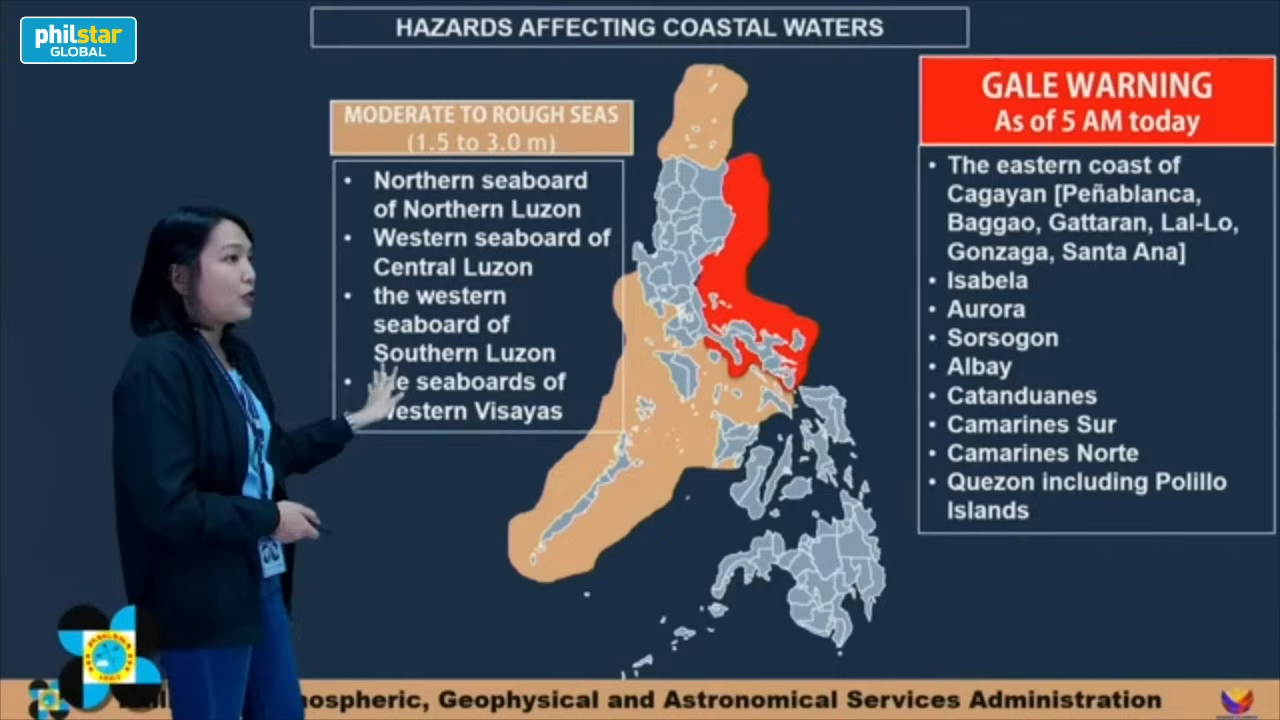 philstar
GLOBAL
HAZARDS AFFECTING COASTAL WATERS
MODERATE TO ROUGH SEAS
(1.5 to 3.0 m)
• Northern seaboard
of Northern Luzon
• Western seaboard of
Central Luzon
• the western
seaboard of
Southern Luzon
• seaboards of
Western Visayas
GALE WARNING
As of 5 AM today
• The eastern coast of
Cagayan [Peñablanca,
Baggao, Gattaran, Lal-Lo,
Gonzaga, Santa Ana]
• Isabela
• Aurora
• Sorsogon
• Albay
• Catanduanes
• Camarines Sur
• Camarines Norte
• Quezon including Polillo
Islands
Geophysical and Astronomical Services Administration